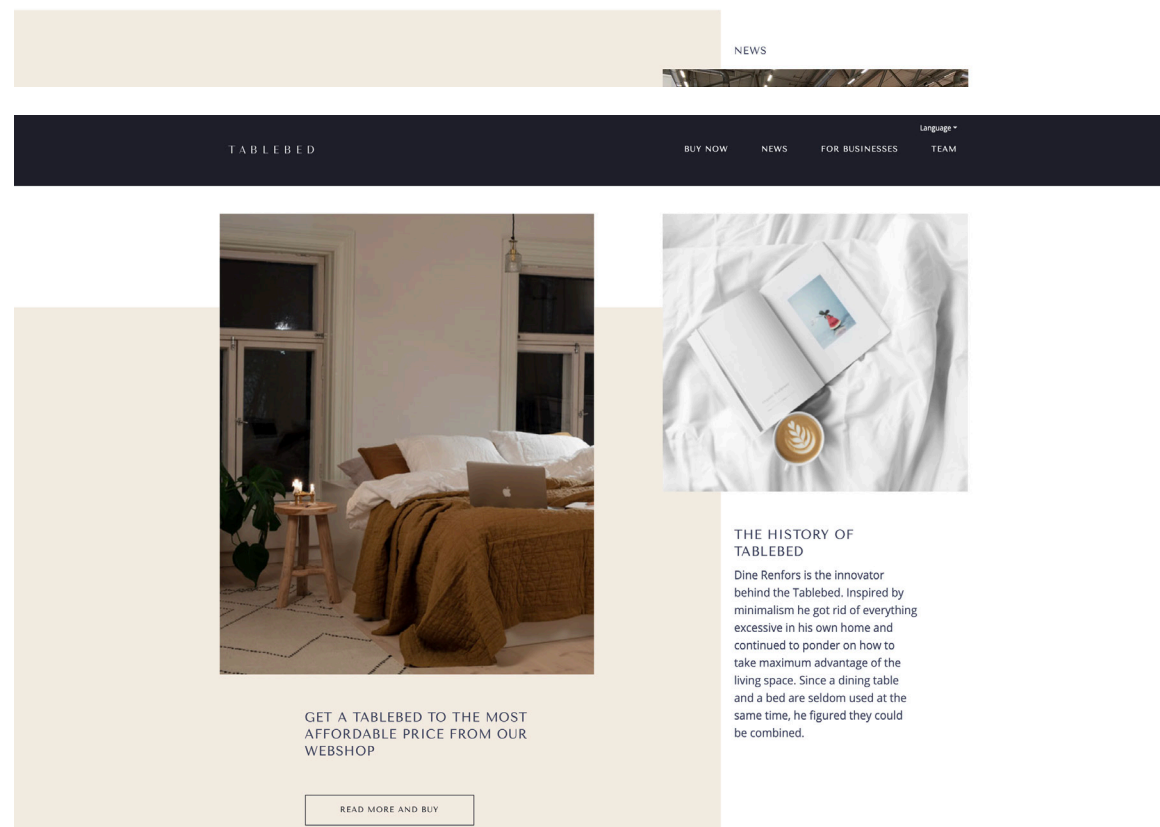 NEWS
Language
TABLEBED
BUY NOW
NEWS
FOR BUSINESSES
TEAM
THE HISTORY OF
TABLEBED
Dine Renfors is the innovator
behind the Tablebed. Inspired by
minimalism he got rid of everything
excessive in his own home and
continued to ponder on how to
take maximum advantage of the
living space. Since a dining table
and a bed are seldom used at the
same time, he figured they could
be combined.
GET A TABLEBED TO THE MOST
AFFORDABLE PRICE FROM OUR
WEBSHOP
READ MORE AND BUY